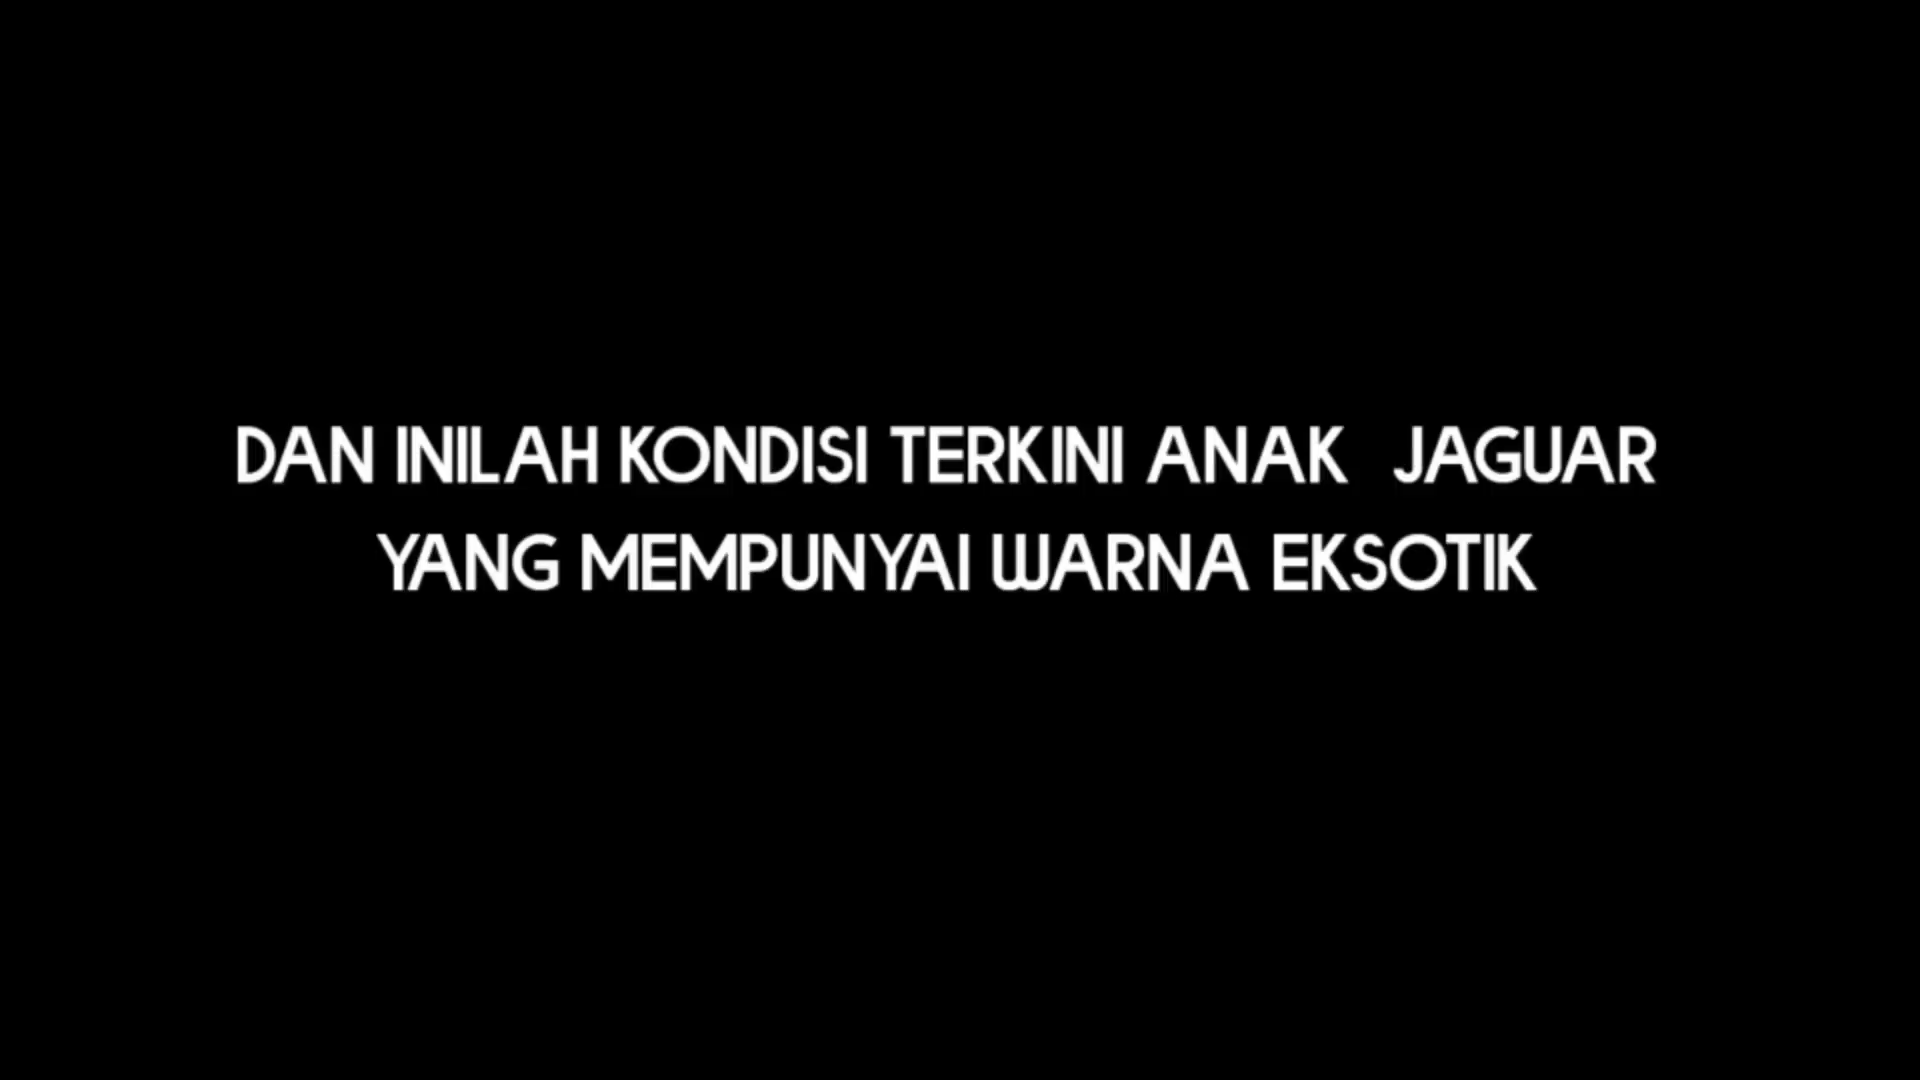 DAN INILAH KONDISI TERKINI ANAK JAGUAR
YANG MEMPUNYAI WARNA EKSOTIK